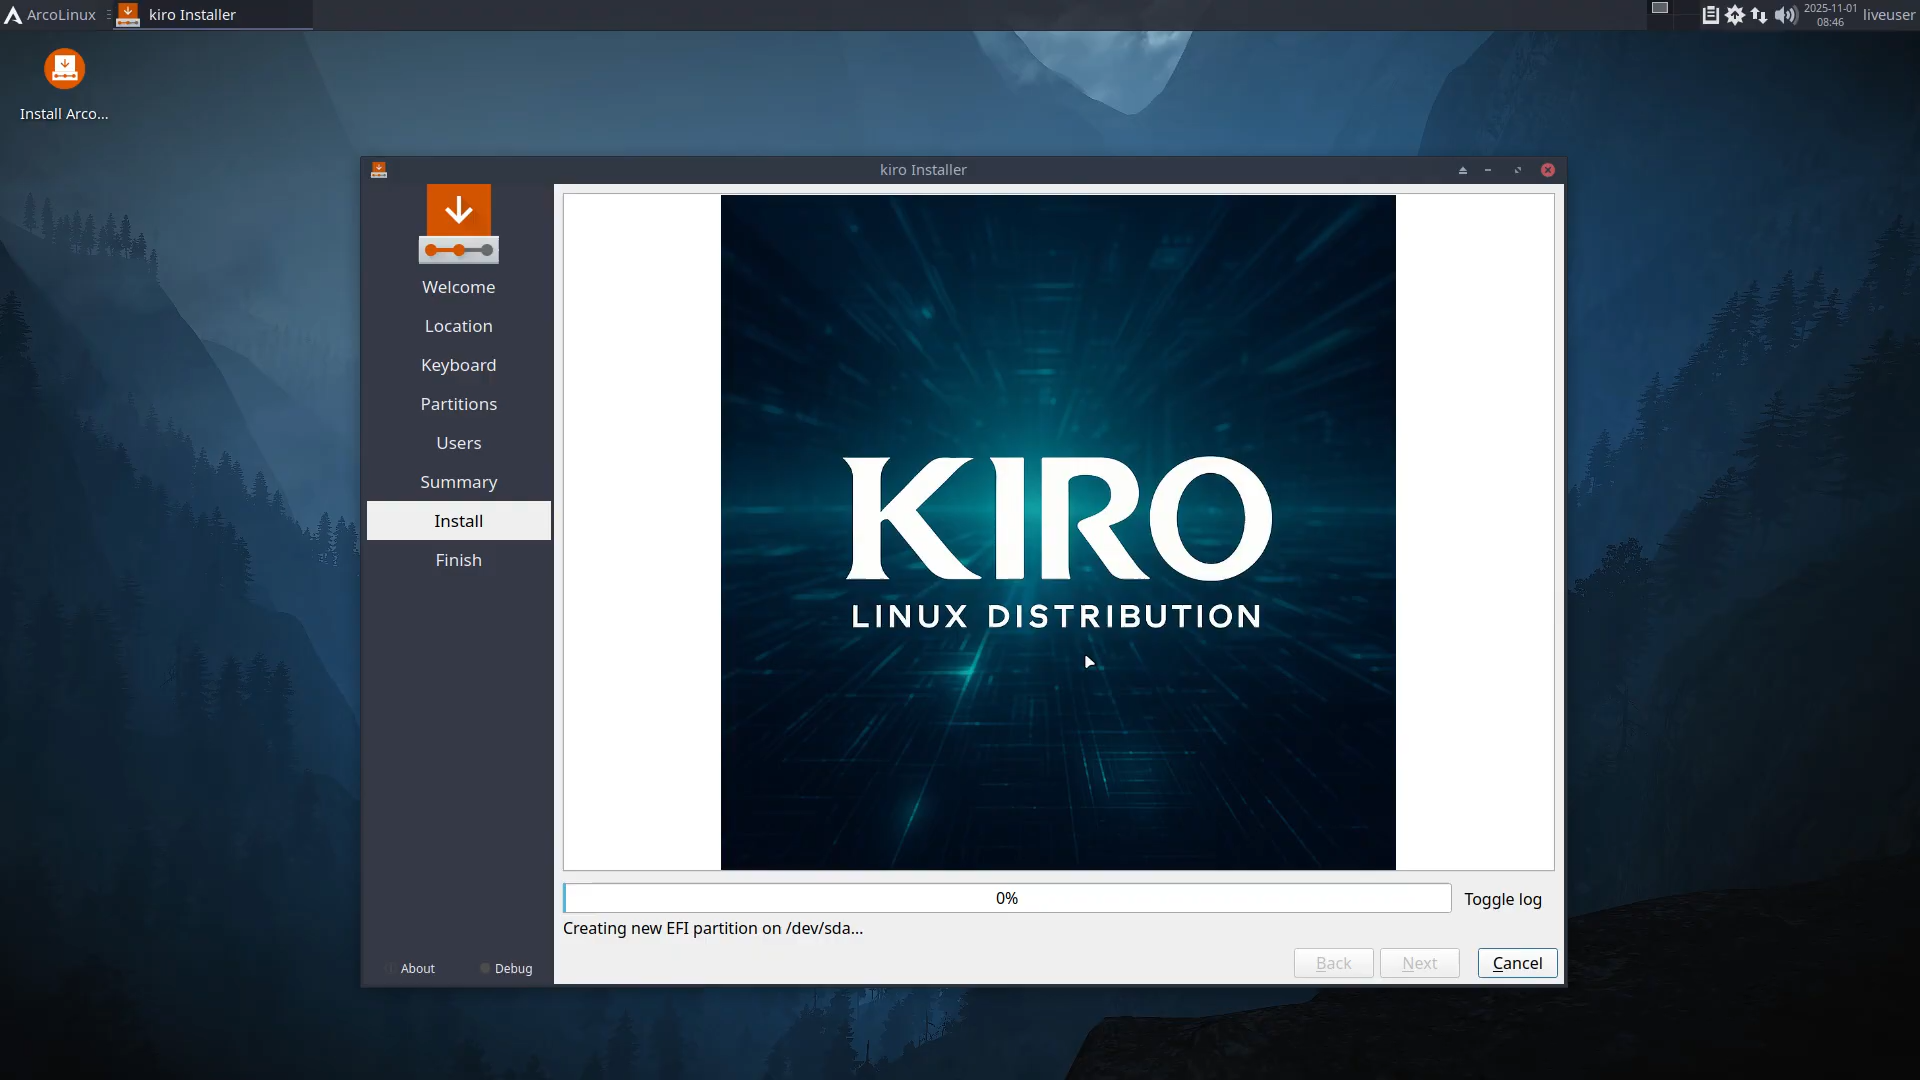 ArcoLinux
kiro Installer
2025-11-01
08:46
liveuser
Install Arco...
kiro Installer
Welcome
Location
Keyboard
Partitions
Users
Summary
Install
Finish
About
Debug
KIRO
LINUX DISTRIBUTION
0%
Toggle log
Creating new EFI partition on /dev/sda...
Back
Next
Cancel